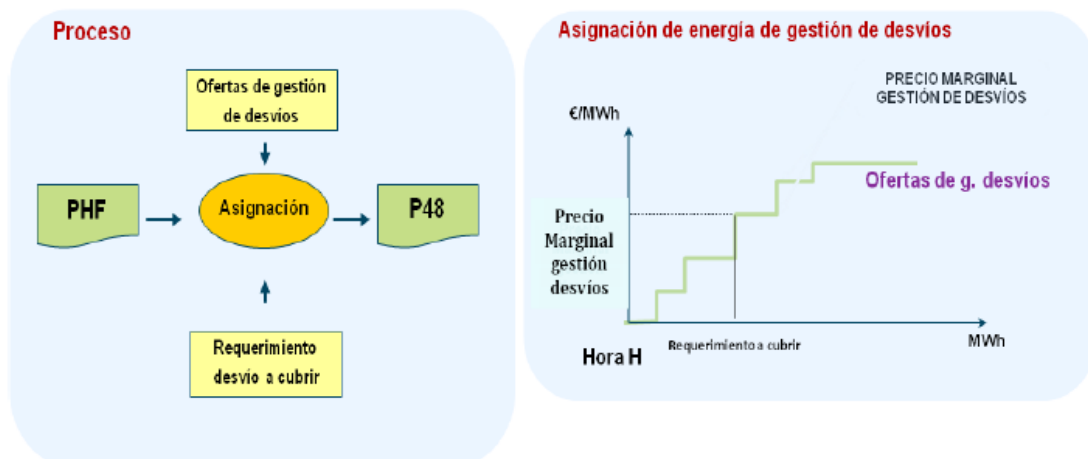 Proceso
Ofertas de gestión
de desvíos
PHF
Asignación
P48
Requerimiento
desvío a cubrir
Asignación de energía de gestión de desvíos
PRECIO MARGINAL
GESTIÓN DE DESVÍOS
€/MWh
Ofertas de g. desvíos
Precio
Marginal
gestión
desvíos
MWh
Requerimiento a cubrir
Hora H